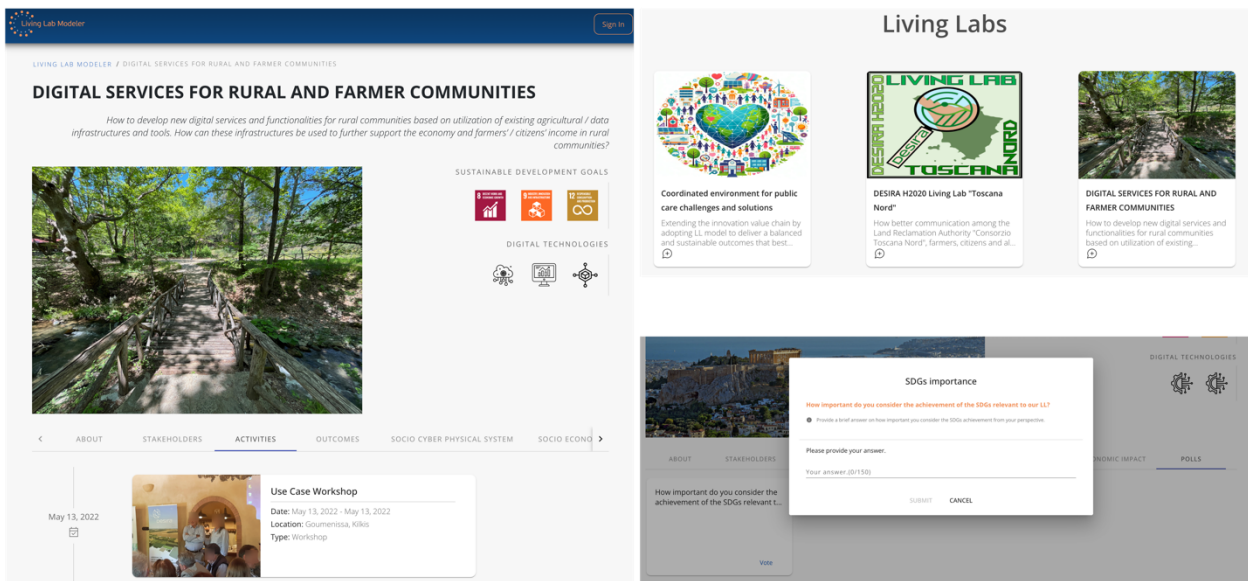 Living Lab Modeler
Sign In
LIVING LAB MODELER / DIGITAL SERVICES FOR RURAL AND FARMER COMMUNITIES
DIGITAL SERVICES FOR RURAL AND FARMER COMMUNITIES
How to develop new digital services and functionalities for rural communities based on utilization of existing agricultural / data
infrastructures and tools. How can these infrastructures be used to further support the economy and farmers' / citizens' income in rural
communities?
SUSTAINABLE DEVELOPMENT GOALS
8
9
12
DIGITAL TECHNOLOGIES
ABOUT STAKEHOLDERS ACTIVITIES OUTCOMES SOCIO CYBER PHYSICAL SYSTEM SOCIO ECONO
May 13, 2022
Use Case Workshop
Date: May 13, 2022 - May 13, 2022
Location: Goumenissa, Kilkis
Type: Workshop
Living Labs
Coordinated environment for public
care challenges and solutions
Extending the innovation value chain by
adopting LL model to deliver a balanced
and sustainable outcomes that best...
LIVING LAB
DESIRA H2020
Desira
TOSCANA
NORD
DESIRA H2020 Living Lab "Toscana
Nord"
How better communication among the
Land Reclamation Authority "Consorzio
Toscana Nord", farmers, citizens and al...
DIGITAL SERVICES FOR RURAL AND
FARMER COMMUNITIES
How to develop new digital services and
functionalities for rural communities
based on utilization of existing...
DIGITAL TECHNOLOGIES
SDGs importance
How important do you consider the achievement of the SDGs relevant to our LL?
Provide a brief answer on how important you consider the SDGs achievement from your perspective.
Please provide your answer.
Your answer.(0/150)
SUBMIT CANCEL
ABOUT STAKEHOLDERS ONOMIC IMPACT POLLS
How important do you consider the
achievement of the SDGs relevant t...
Vote